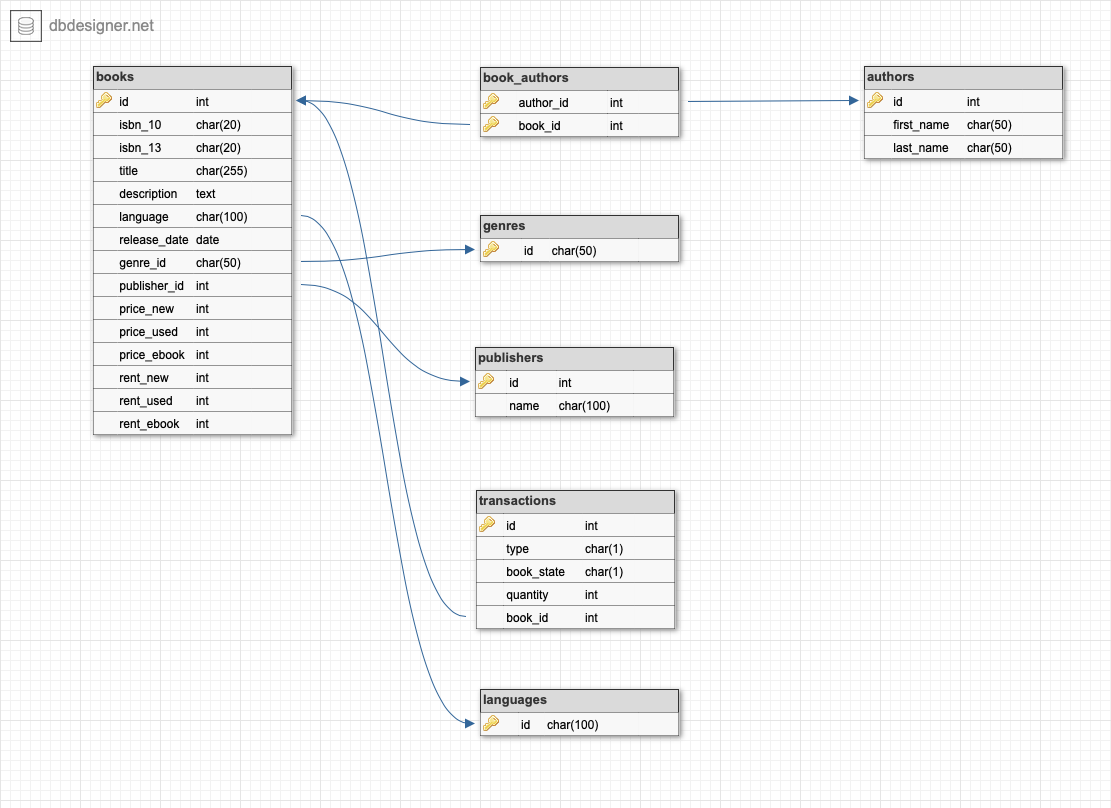 dbdesigner.net
books
id int
isbn_10 char(20)
isbn_13 char(20)
title char(255)
description text
language char(100)
release_date date
genre_id char(50)
publisher_id int
price_new int
price_used int
price_ebook int
rent_new int
rent_used int
rent_ebook int
book_authors
author_id int
book_id int
authors
id int
first_name char(50)
last_name char(50)
genres
id char(50)
publishers
id int
name char(100)
transactions
id int
type char(1)
book_state char(1)
quantity int
book_id int
languages
id char(100)